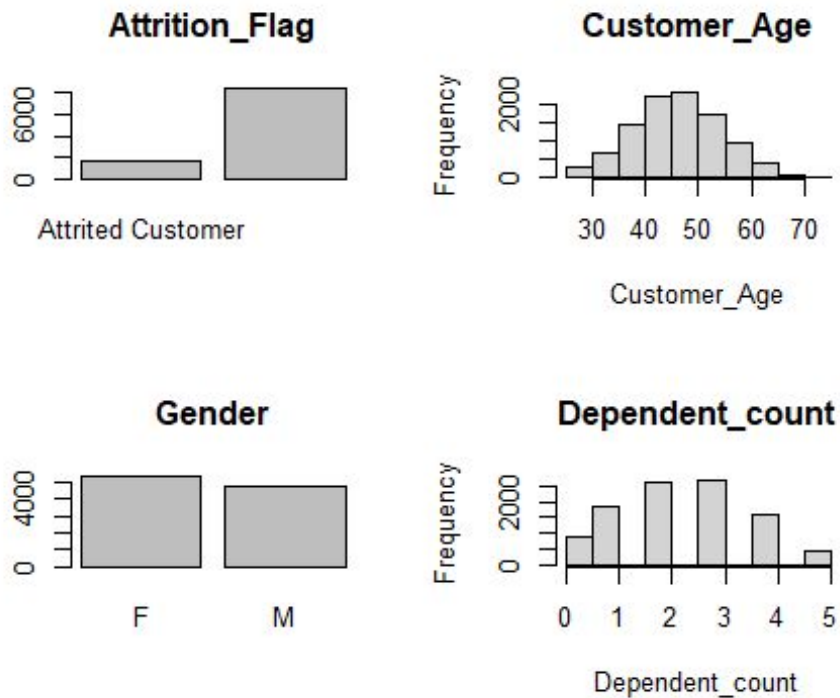 Attrition_Flag
6000
0
Attrited Customer
Customer_Age
Frequency
2000
0
30 40 50 60 70
Customer_Age
Gender
4000
0
F M
Dependent_count
Frequency
2000
0
0 1 2 3 4 5
Dependent_count